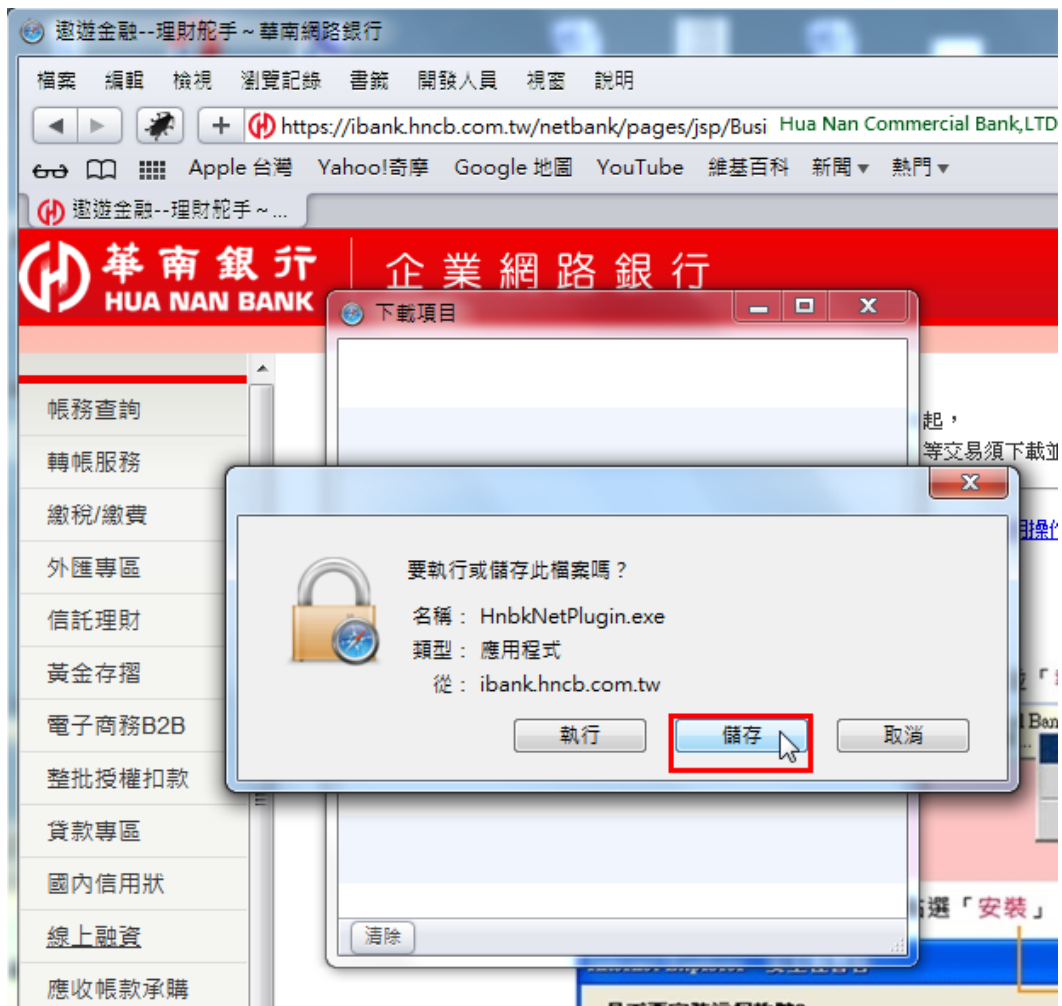 遨遊金融--理財舵手～華南網路銀行
檔案 編輯 檢視 瀏覽記錄 書籤 開發人員 視窗 說明
https://ibank.hncb.com.tw/netbank/pages/jsp/Busi Hua Nan Commercial Bank,LTD
Apple 台灣 Yahoo!奇摩 Google 地圖 YouTube 維基百科 新聞 熱門
遨遊金融--理財舵手～...
華南銀行 企業網路銀行
HUA NAN BANK
下載項目
帳務查詢
起，
轉帳服務
等交易須下載並
繳稅/繳費
外匯專區
信託理財
黃金存摺
電子商務B2B
整批授權扣款
貸款專區
國內信用狀
線上融資
應收帳款承購
要執行或儲存此檔案嗎？
名稱： HnbkNetPlugin.exe
類型： 應用程式
從： ibank.hncb.com.tw
執行 儲存 取消
清除
選「安裝」